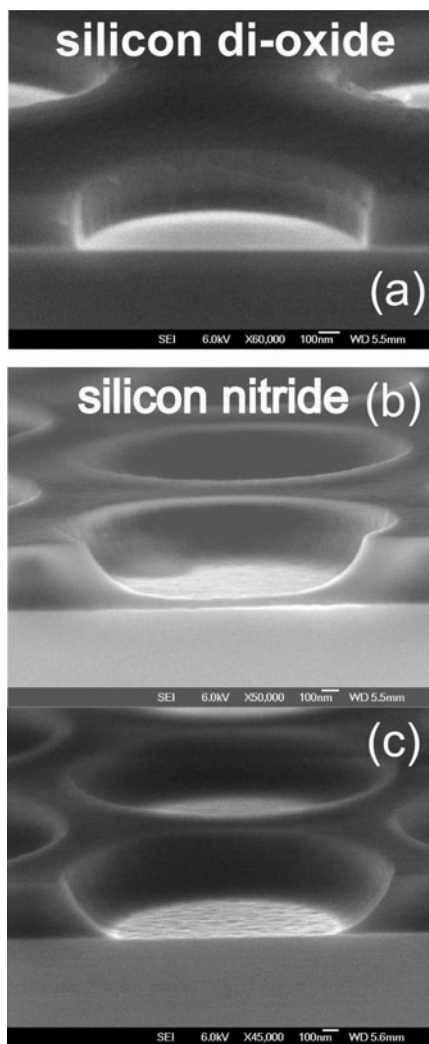 silicon di-oxide
(a)
SEI 6.0kV X60,000 100nm WD 5.5mm
silicon nitride (b)
SEI 6.0kV X50,000 100nm WD 5.5mm
(c)
SEI 6.0kV X45,000 100nm WD 5.6mm